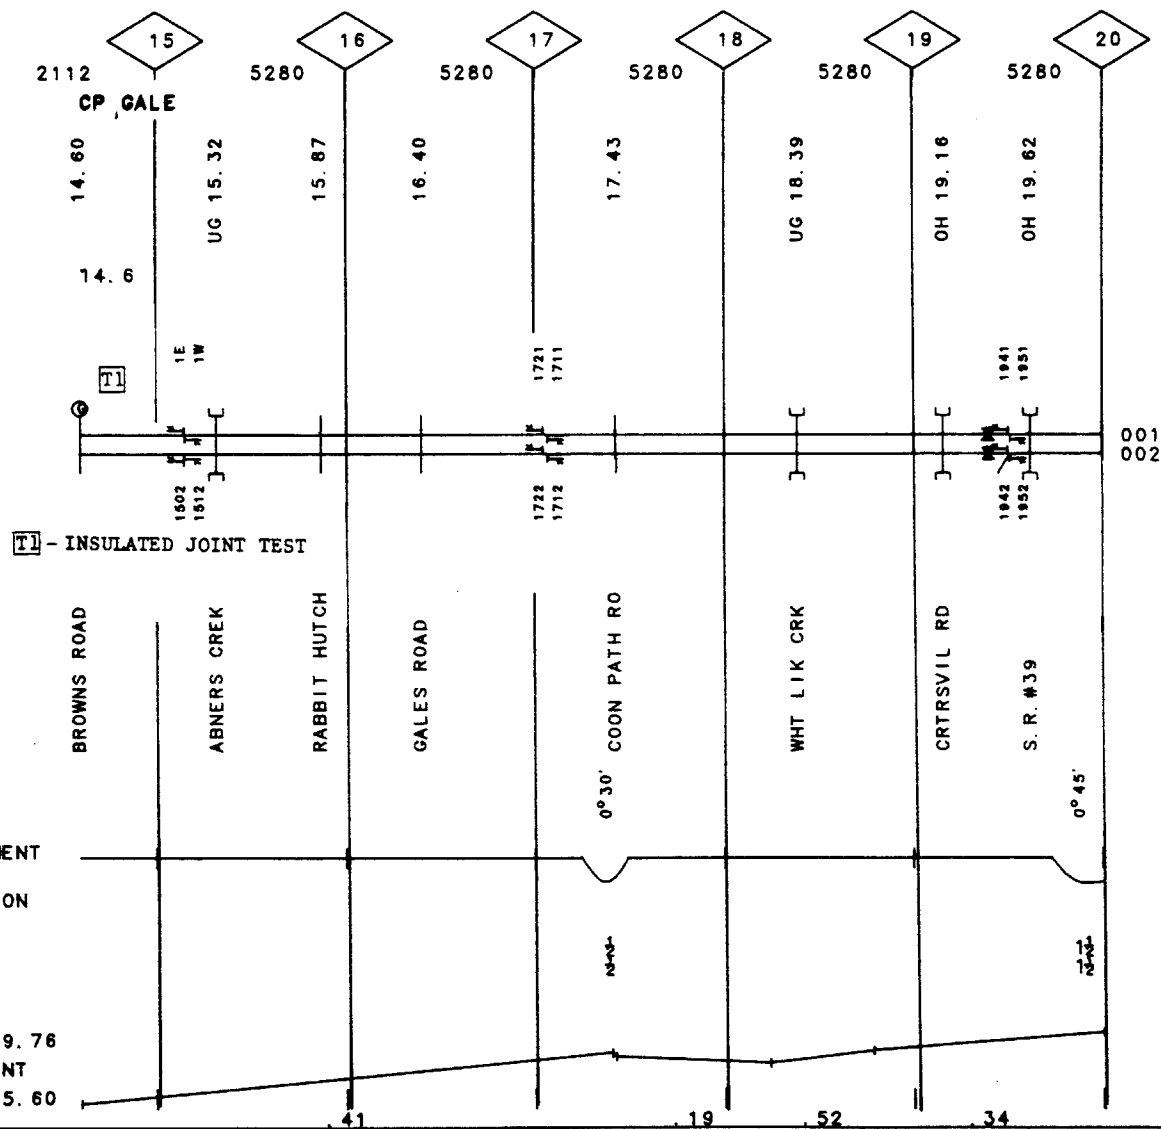 15 16 17 18 19 20
2112 5280 5280 5280 5280 5280
CP GALE
14.60
UG 15.32
15.87
16.40
17.43
UG 18.39
OH 19.16
OH 19.62
14.6
1E
1W
1721
1711
1941
1951
T1
001
002
1502
1512
1722
1712
1942
1952
T1 - INSULATED JOINT TEST
BROWNS ROAD
ABNERS CREK
RABBIT HUTCH
GALES ROAD
COON PATH RO
WHT LIK CRK
CRTRSVIL RD
S.R. #39
0°30'
0°45'
ENT
ON
9.76
NT
5.60
.41 .19 .52 .34